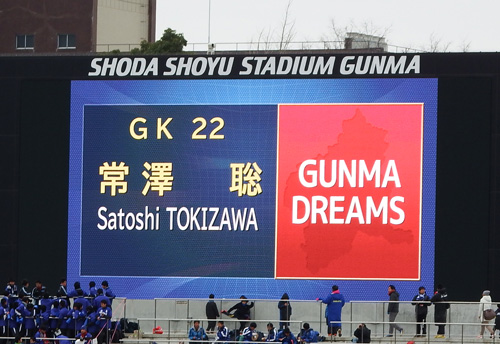 SHODA SHOYU STADIUM GUNMA
GK 22
常澤 聡
Satoshi TOKIZAWA
GUNMA
DREAMS